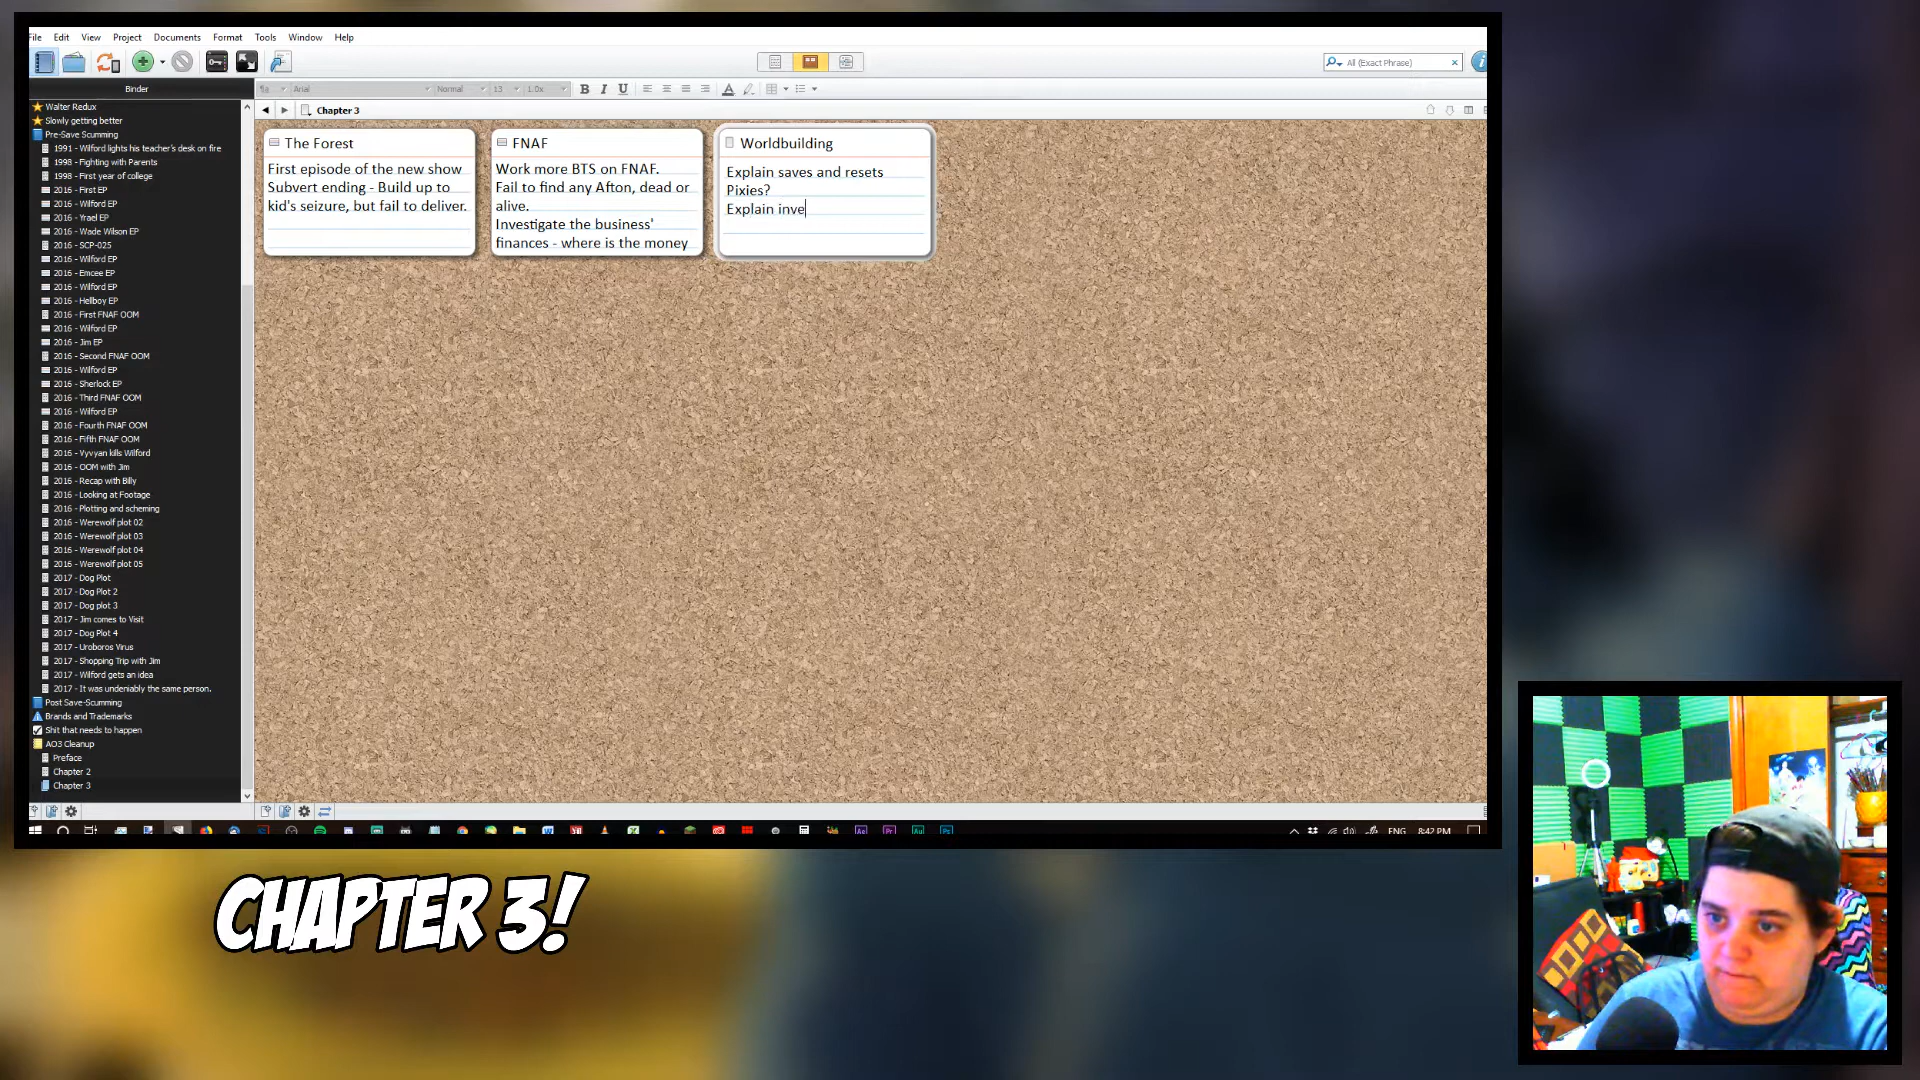 File Edit View Project Documents Format Tools Window Help
All (Exact Phrase)
Binder
Arial Normal 13 1.0x B I U A
Walter Redux
Slowly getting better
Pre-Save Scumming
1991 - Wilford lights his teacher's desk on fire
1998 - Fighting with Parents
1998 - First year of college
2016 - First EP
2016 - Wilford EP
2016 - Yrael EP
2016 - Wade Wilson EP
2016 - SCP-025
2016 - Wilford EP
2016 - Emcee EP
2016 - Wilford EP
2016 - Hellboy EP
2016 - First FNAF OOM
2016 - Wilford EP
2016 - Jim EP
2016 - Second FNAF OOM
2016 - Wilford EP
2016 - Sherlock EP
2016 - Third FNAF OOM
2016 - Wilford EP
2016 - Fourth FNAF OOM
2016 - Fifth FNAF OOM
2016 - Vyvyan kills Wilford
2016 - OOM with Jim
2016 - Recap with Billy
2016 - Looking at Footage
2016 - Plotting and scheming
2016 - Werewolf plot 02
2016 - Werewolf plot 03
2016 - Werewolf plot 04
2016 - Werewolf plot 05
2017 - Dog Plot
2017 - Dog Plot 2
2017 - Dog plot 3
2017 - Jim comes to Visit
2017 - Dog Plot 4
2017 - Uroboros Virus
2017 - Shopping Trip with Jim
2017 - Wilford gets an idea
2017 - It was undeniably the same person.
Post Save-Scumming
Brands and Trademarks
Shit that needs to happen
AO3 Cleanup
Preface
Chapter 2
Chapter 3
Chapter 3
The Forest
First episode of the new show
Subvert ending - Build up to
kid's seizure, but fail to deliver.
FNAF
Work more BTS on FNAF.
Fail to find any Afton, dead or
alive.
Investigate the business'
finances - where is the money
Worldbuilding
Explain saves and resets
Pixies?
Explain inve
ENG 8:42 PM
CHAPTER 3!